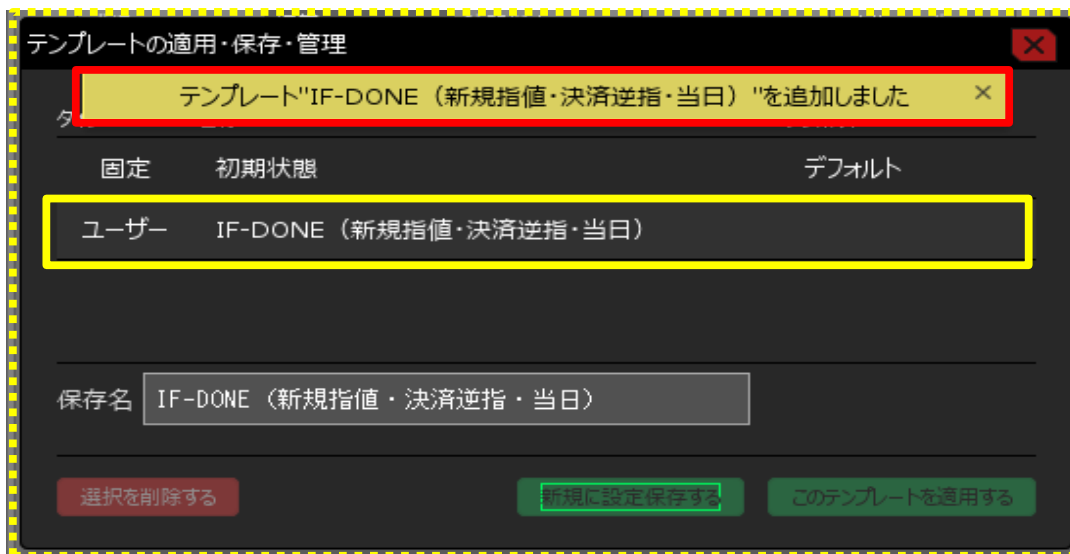 テンプレートの適用・保存・管理
テンプレート"IF-DONE（新規指値・決済逆指・当日）"を追加しました ×
固定 初期状態 デフォルト
ユーザー IF-DONE（新規指値・決済逆指・当日）
保存名 IF-DONE（新規指値・決済逆指・当日）
選択を削除する 新規に設定保存する このテンプレートを適用する